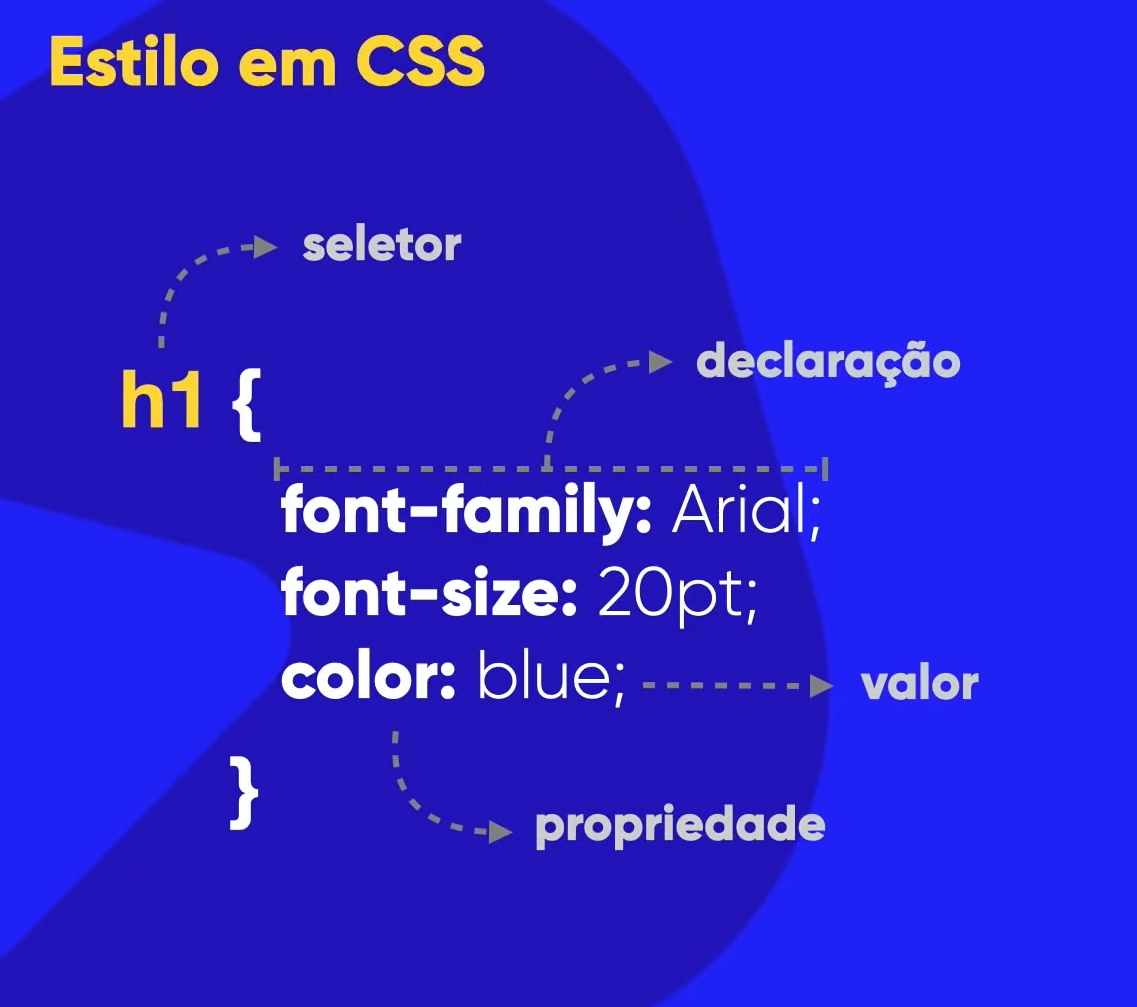 Estilo em CSS
seletor
declaração
h1 {
font-family: Arial;
font-size: 20pt;
color: blue;
valor
}
propriedade